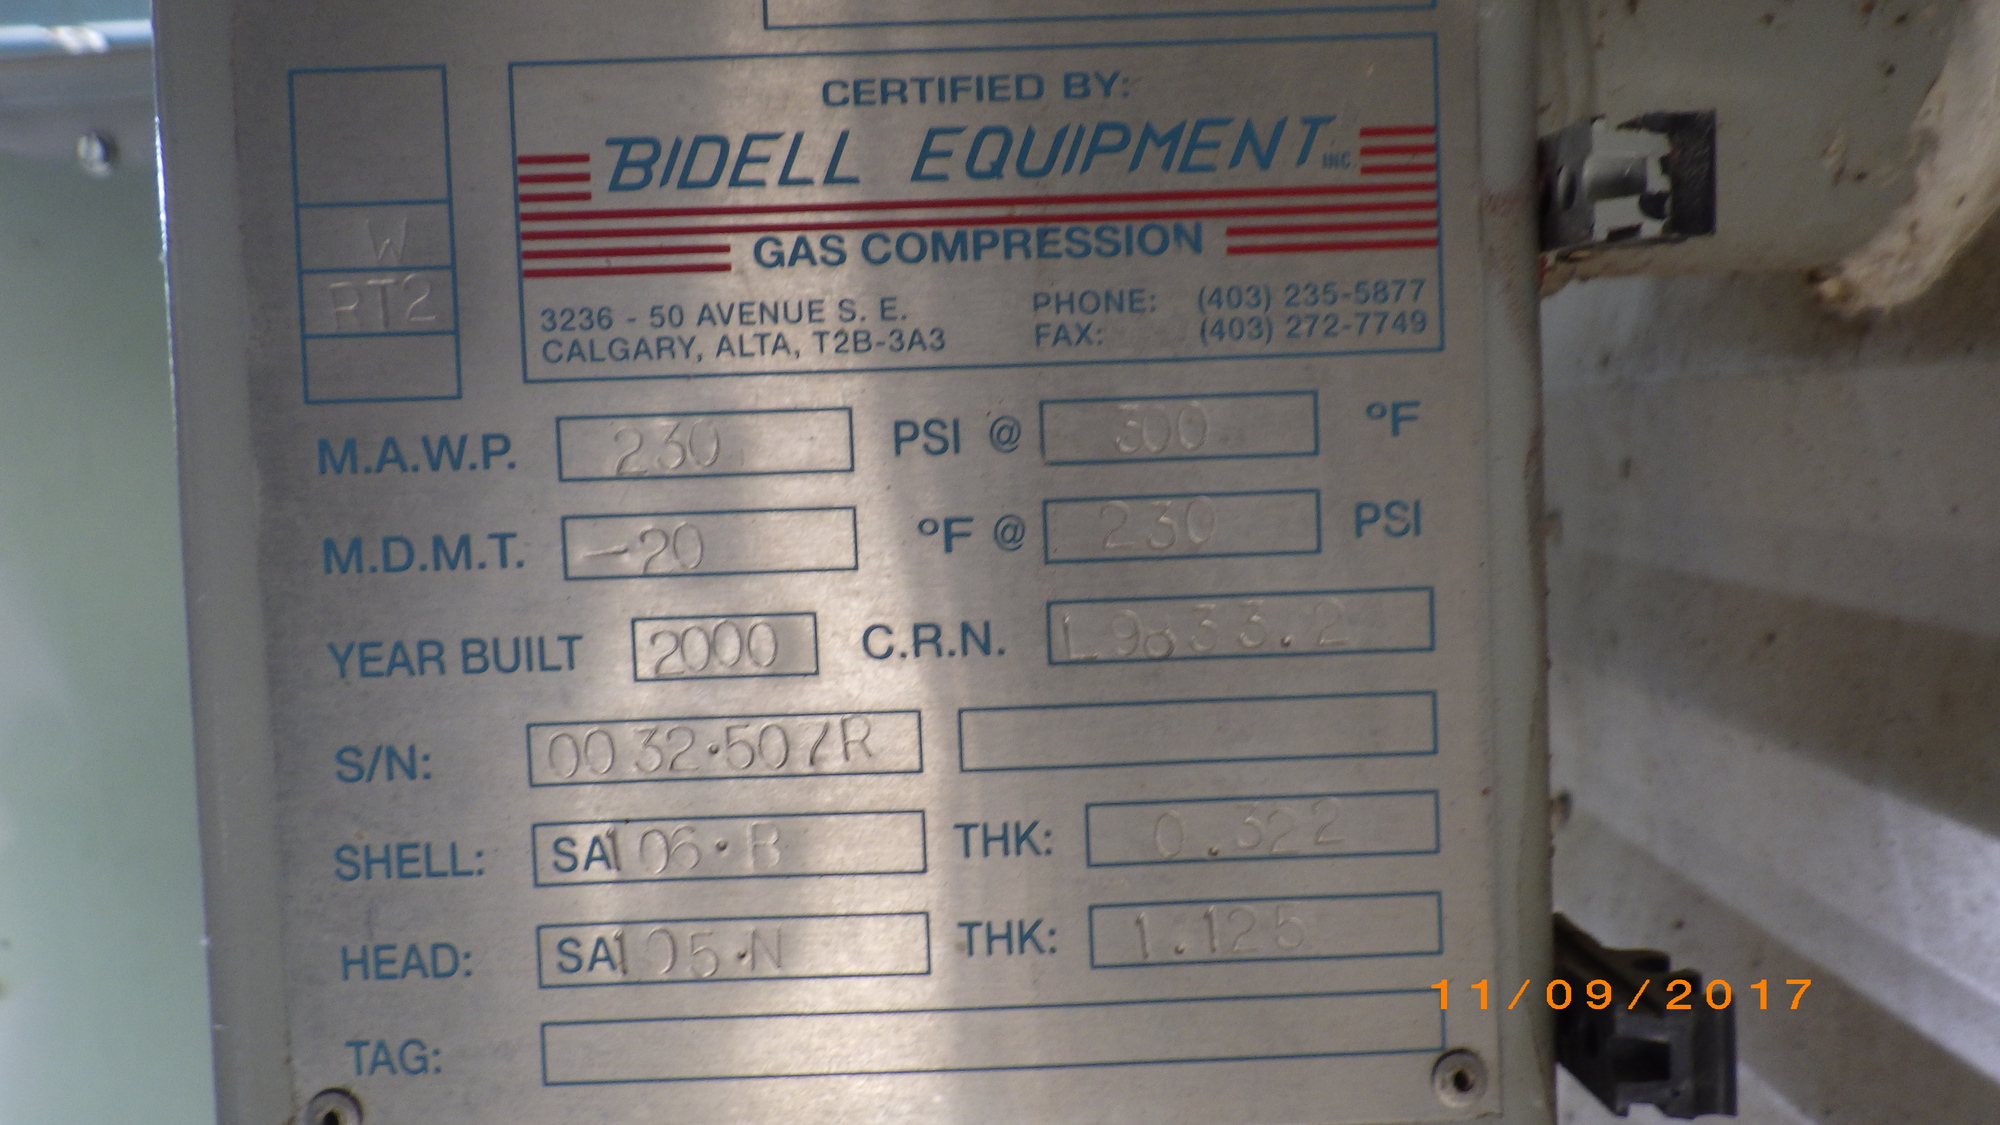 CERTIFIED BY:
BIDELL EQUIPMENT INC.
GAS COMPRESSION
3236 - 50 AVENUE S. E. PHONE: (403) 235-5877
CALGARY, ALTA, T2B-3A3 FAX: (403) 272-7749
W
RT2
M.A.W.P. 230 PSI @ 300 °F
M.D.M.T. -20 °F @ 230 PSI
YEAR BUILT 2000 C.R.N. L9833.2
S/N: 0032·507R
SHELL: SA106·B THK: 0.322
HEAD: SA105·N THK: 1.125
TAG:
11/09/2017